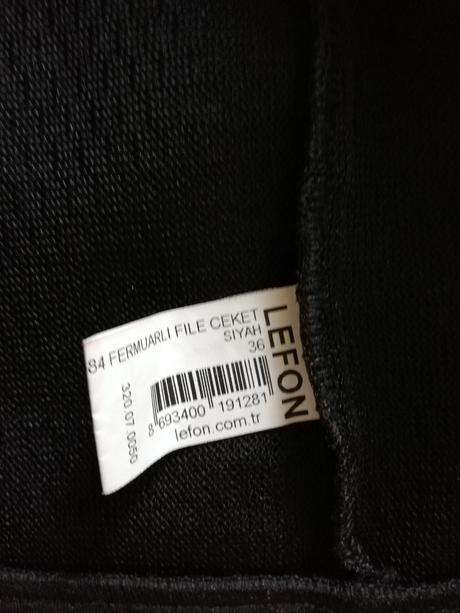 84 FERMUARLI FILE CEKET
SIYAH
36
8 693400 191281
lefon.com.tr
320.07.0050
LEFON